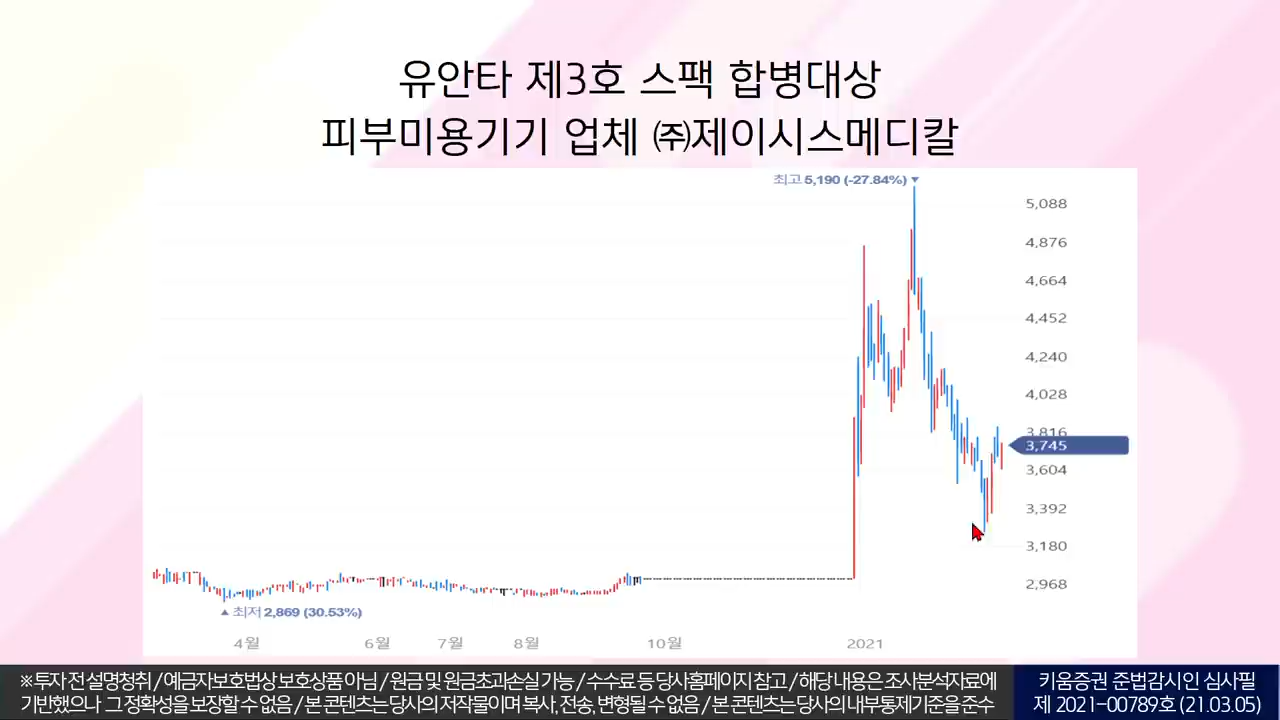 유안타 제3호 스팩 합병대상
피부미용기기 업체 ㈜제이시스메디칼
최고 5,190 (-27.84%) ▼
5,088
4,876
4,664
4,452
4,240
4,028
3,816
3,745
3,604
3,392
3,180
2,968
▲ 최저 2,869 (30.53%)
4월 6월 7월 8월 10월 2021
※ 투자 전 설명청취 / 예금자보호법상 보호상품 아님 / 원금 및 원금초과손실 가능 / 수수료 등 당사홈페이지 참고 / 해당 내용은 조사분석자료에
기반했으나 그 정확성을 보장할 수 없음 / 본 콘텐츠는 당사의 저작물이며 복사, 전송, 변형될 수 없음 / 본 콘텐츠는 당사의 내부통제기준을 준수
키움증권 준법감시인 심사필
제 2021-00789호 (21.03.05)